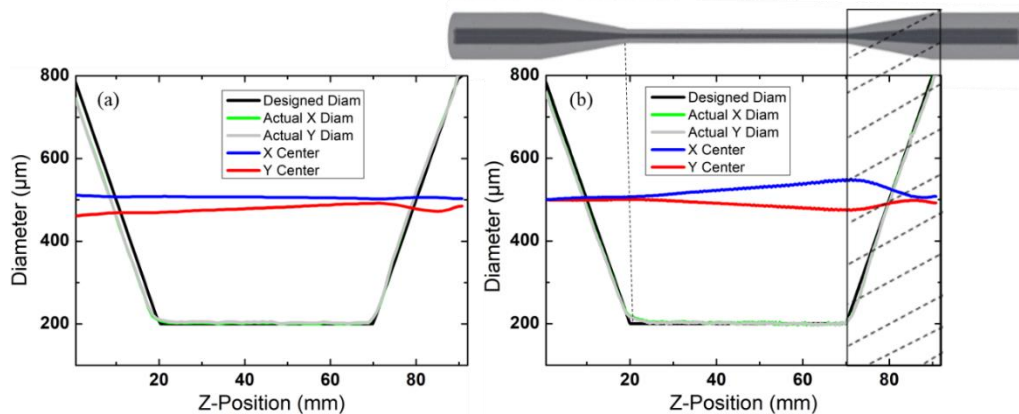 800
600
400
200
Diameter (µm)
(a)
Designed Diam
Actual X Diam
Actual Y Diam
X Center
Y Center
20
40
60
80
Z-Position (mm)
800
600
400
200
Diameter (µm)
(b)
Designed Diam
Actual X Diam
Actual Y Diam
X Center
Y Center
20
40
60
80
Z-Position (mm)